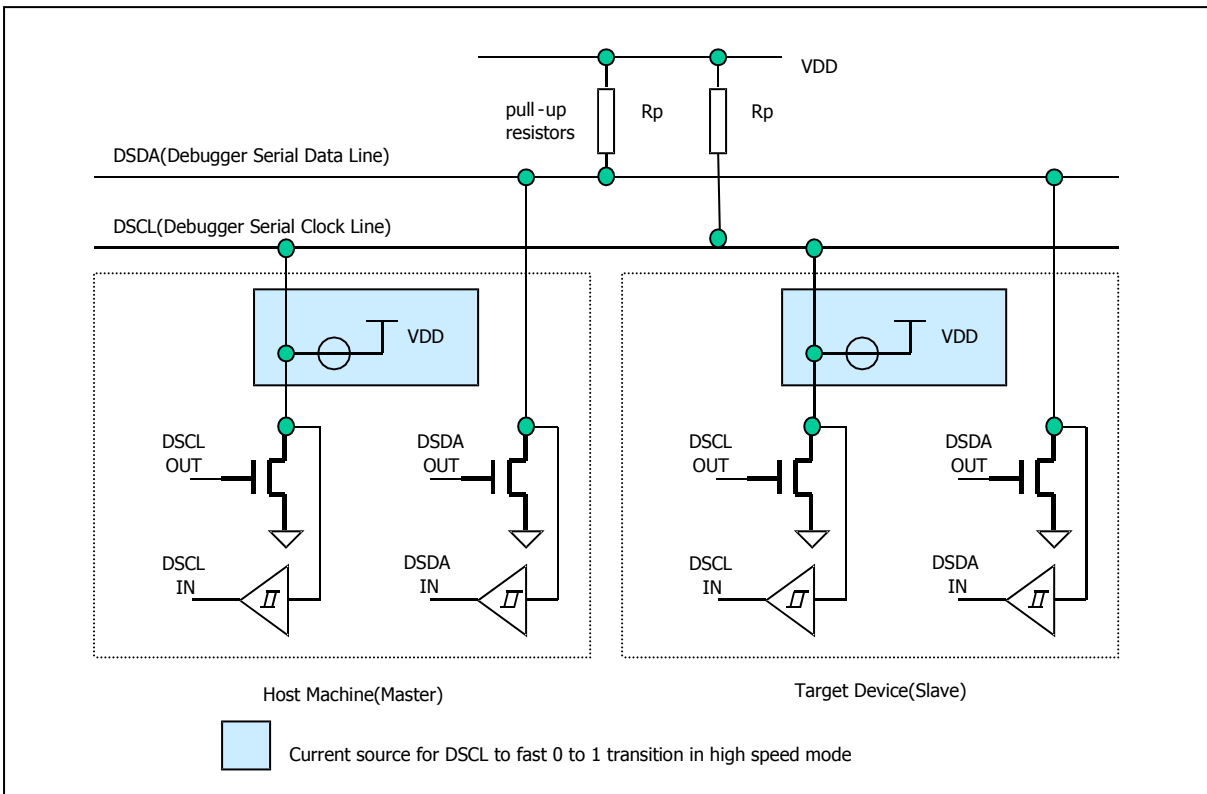 VDD
pull-up
resistors
Rp
Rp
DSDA(Debugger Serial Data Line)
DSCL(Debugger Serial Clock Line)
VDD
VDD
DSCL
OUT
DSDA
OUT
DSCL
OUT
DSDA
OUT
DSCL
IN
DSDA
IN
DSCL
IN
DSDA
IN
Host Machine(Master)
Target Device(Slave)
Current source for DSCL to fast 0 to 1 transition in high speed mode